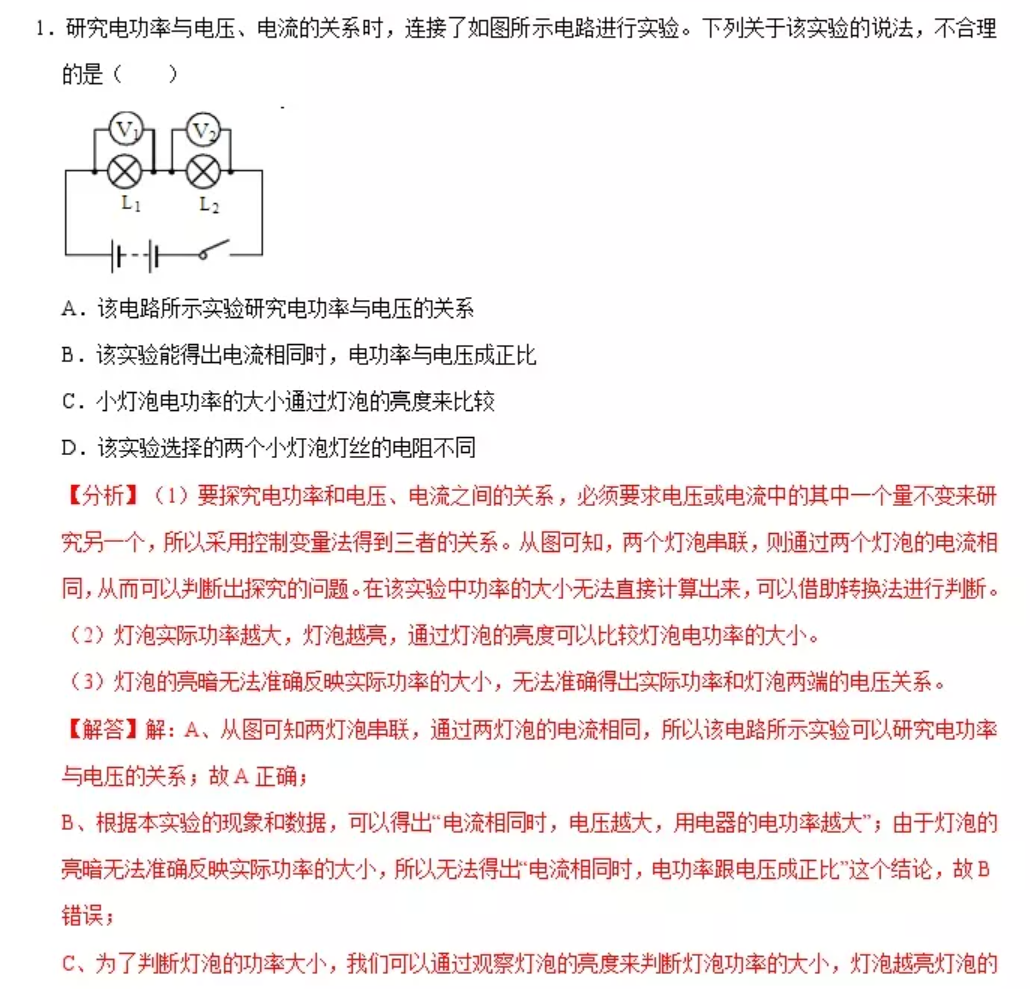 1．研究电功率与电压、电流的关系时，连接了如图所示电路进行实验。下列关于该实验的说法，不合理
的是（　　）
V1 V2
L1 L2
A．该电路所示实验研究电功率与电压的关系
B．该实验能得出电流相同时，电功率与电压成正比
C．小灯泡电功率的大小通过灯泡的亮度来比较
D．该实验选择的两个小灯泡灯丝的电阻不同
【分析】（1）要探究电功率和电压、电流之间的关系，必须要求电压或电流中的其中一个量不变来研
究另一个，所以采用控制变量法得到三者的关系。从图可知，两个灯泡串联，则通过两个灯泡的电流相
同，从而可以判断出探究的问题。在该实验中功率的大小无法直接计算出来，可以借助转换法进行判断。
（2）灯泡实际功率越大，灯泡越亮，通过灯泡的亮度可以比较灯泡电功率的大小。
（3）灯泡的亮暗无法准确反映实际功率的大小，无法准确得出实际功率和灯泡两端的电压关系。
【解答】解：A、从图可知两灯泡串联，通过两灯泡的电流相同，所以该电路所示实验可以研究电功率
与电压的关系；故 A 正确；
B、根据本实验的现象和数据，可以得出“电流相同时，电压越大，用电器的电功率越大”；由于灯泡的
亮暗无法准确反映实际功率的大小，所以无法得出“电流相同时，电功率跟电压成正比”这个结论，故 B
错误；
C、为了判断灯泡的功率大小，我们可以通过观察灯泡的亮度来判断灯泡功率的大小，灯泡越亮灯泡的